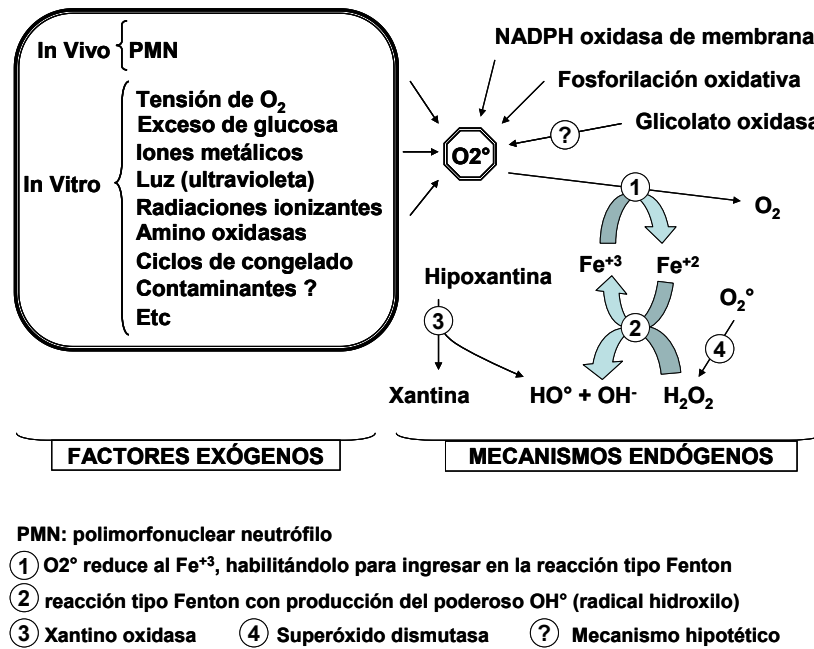 In Vivo
PMN
In Vitro
Tensión de O2
Exceso de glucosa
Iones metálicos
Luz (ultravioleta)
Radiaciones ionizantes
Amino oxidasas
Ciclos de congelado
Contaminantes ?
Etc
NADPH oxidasa de membrana
Fosforilación oxidativa
Glicolato oxidasa
?
O2°
1
O2
Fe+3
Fe+2
Hipoxantina
O2°
3
2
4
Xantina
HO° + OH-
H2O2
FACTORES EXÓGENOS
MECANISMOS ENDÓGENOS
PMN: polimorfonuclear neutrófilo
1 O2° reduce al Fe+3, habilitándolo para ingresar en la reacción tipo Fenton
2 reacción tipo Fenton con producción del poderoso OH° (radical hidroxilo)
3 Xantino oxidasa 4 Superóxido dismutasa ? Mecanismo hipotético